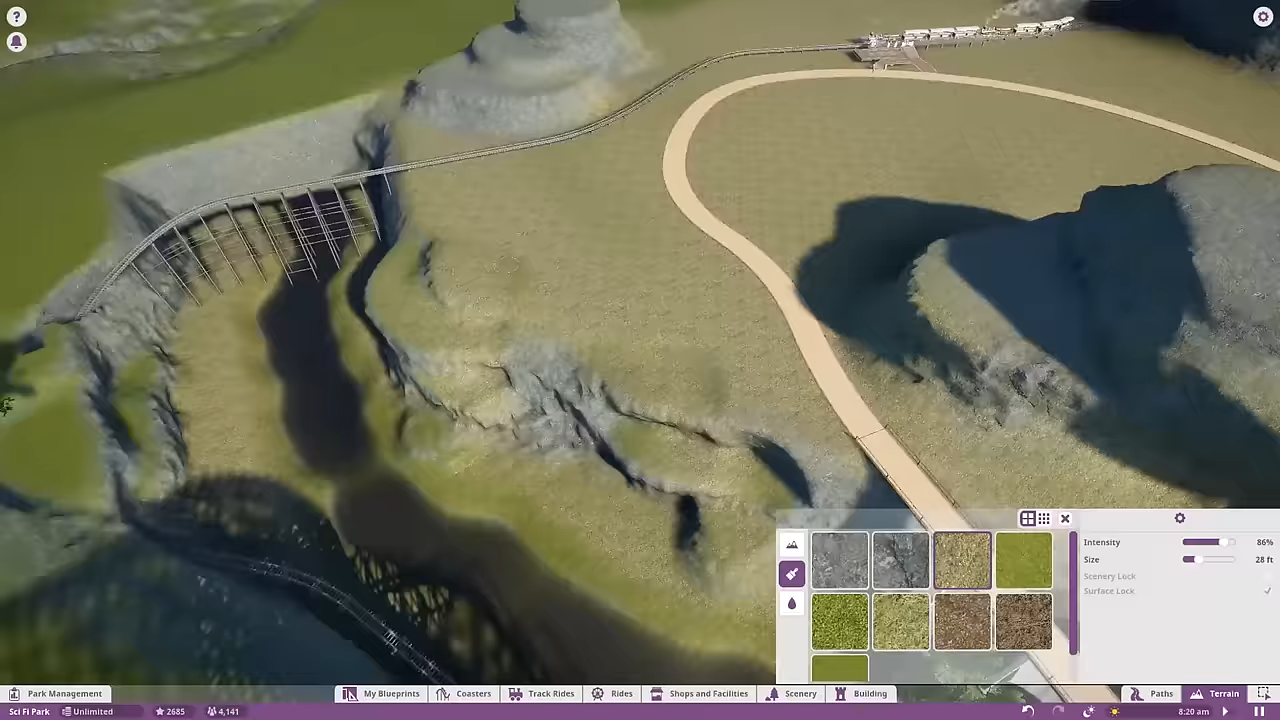 ?
Intensity 86%
Size 28 ft
Scenery Lock
Surface Lock
Park Management My Blueprints Coasters Track Rides Rides Shops and Facilities Scenery Building Paths Terrain
Sci Fi Park Unlimited 2685 4,141 8:20 am